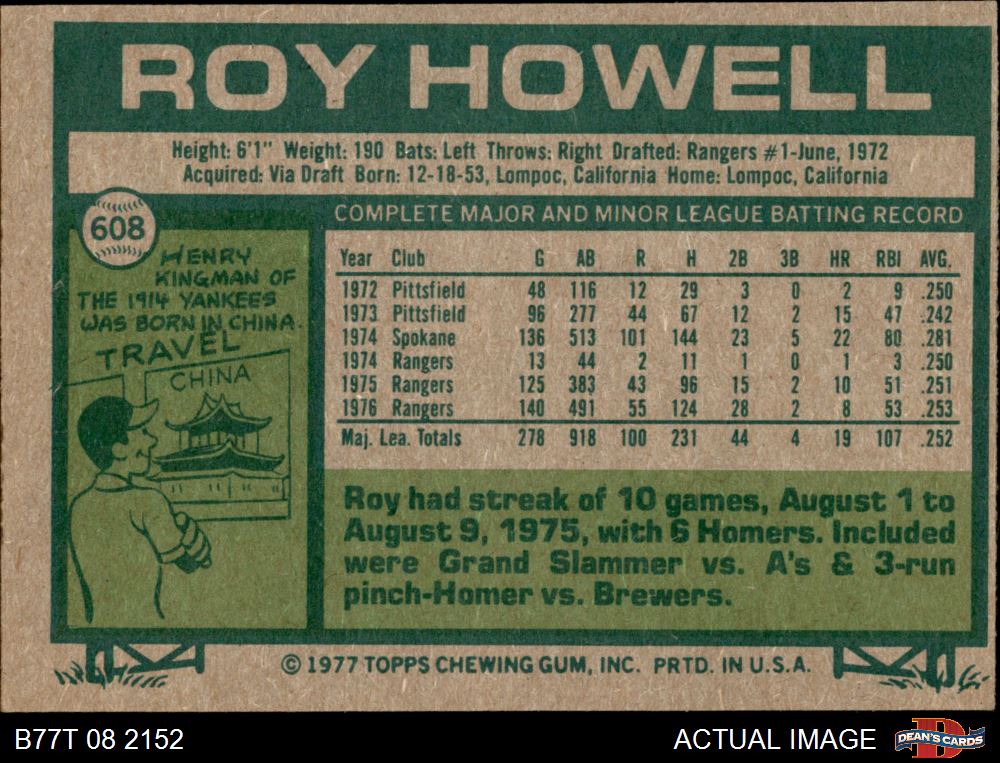 ROY HOWELL
Height: 6'1" Weight: 190 Bats: Left Throws: Right Drafted: Rangers #1-June, 1972
Acquired: Via Draft Born: 12-18-53, Lompoc, California Home: Lompoc, California
608
HENRY
KINGMAN OF
THE 1914 YANKEES
WAS BORN IN CHINA.
TRAVEL
CHINA
COMPLETE MAJOR AND MINOR LEAGUE BATTING RECORD
Year Club G AB R H 2B 3B HR RBI AVG.
1972 Pittsfield 48 116 12 29 3 0 2 9 .250
1973 Pittsfield 96 277 44 67 12 2 15 47 .242
1974 Spokane 136 513 101 144 23 5 22 80 .281
1974 Rangers 13 44 2 11 1 0 1 3 .250
1975 Rangers 125 383 43 96 15 2 10 51 .251
1976 Rangers 140 491 55 124 28 2 8 53 .253
Maj. Lea. Totals 278 918 100 231 44 4 19 107 .252
Roy had streak of 10 games, August 1 to
August 9, 1975, with 6 Homers. Included
were Grand Slammer vs. A's & 3-run
pinch-Homer vs. Brewers.
© 1977 TOPPS CHEWING GUM, INC. PRTD. IN U.S.A.
B77T 08 2152
ACTUAL IMAGE
D
DEAN'S CARDS